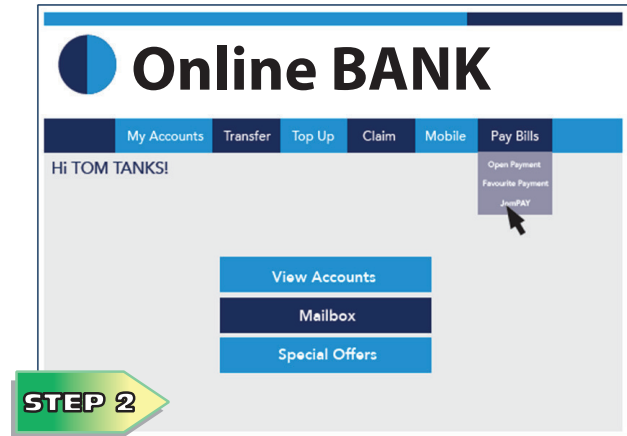 Online BANK
My Accounts Transfer Top Up Claim Mobile Pay Bills
Hi TOM TANKS!
Open Payment
Favourite Payment
JomPAY
View Accounts
Mailbox
Special Offers
STEP 2